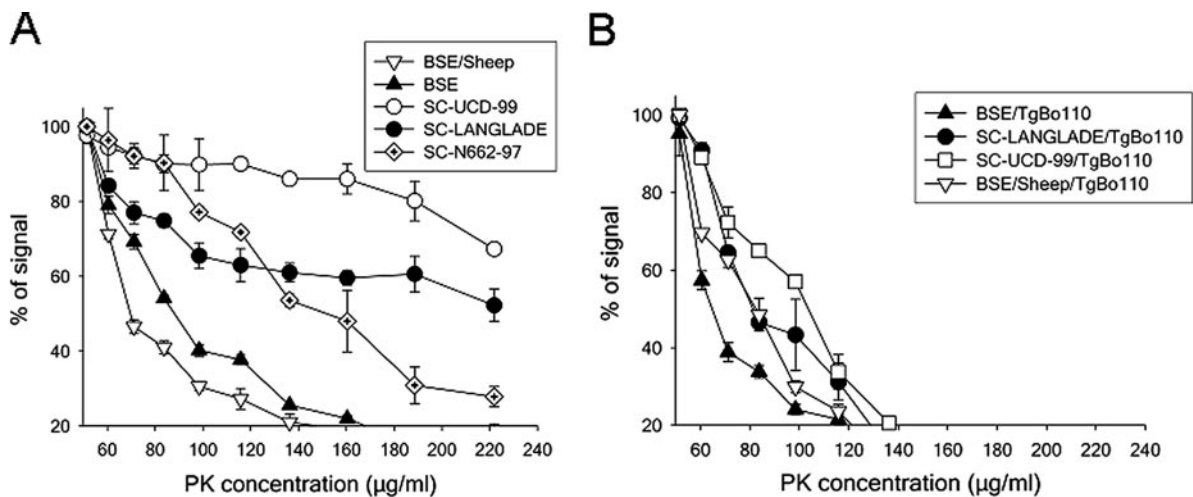 A
BSE/Sheep
BSE
SC-UCD-99
SC-LANGLADE
SC-N662-97
100
80
60
40
20
% of signal
60 80 100 120 140 160 180 200 220 240
PK concentration (µg/ml)
B
BSE/TgBo110
SC-LANGLADE/TgBo110
SC-UCD-99/TgBo110
BSE/Sheep/TgBo110
100
80
60
40
20
% of signal
60 80 100 120 140 160 180 200 220 240
PK concentration (µg/ml)